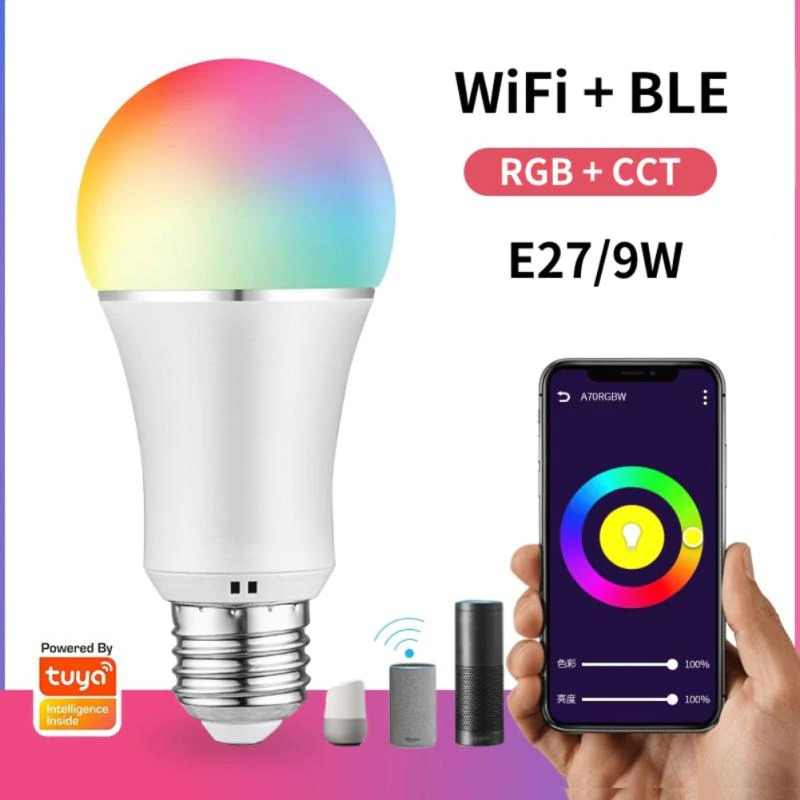 WiFi + BLE
RGB + CCT
E27/9W
A70RGBW
色彩 100%
亮度 100%
Powered By
tuya
Intelligence
Inside